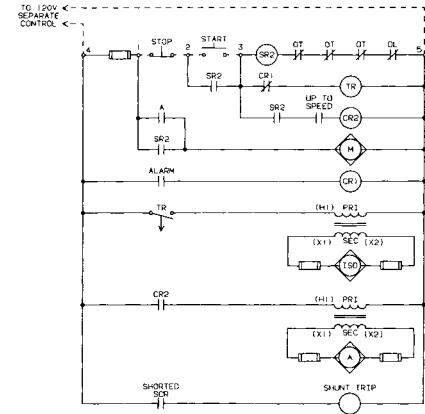 TO 120V
SEPARATE
CONTROL
4 STOP 2 START 3 SR2 OT OT OT OL 5
SR2 CR1 TR
SR2 UP TO SPEED CR2
A
SR2 M
ALARM CR1
TR (H1) PRI
(X1) SEC (X2)
ISO
CR2 (H1) PRI
(X1) SEC (X2)
A
SHORTED
SCR
SHUNT TRIP